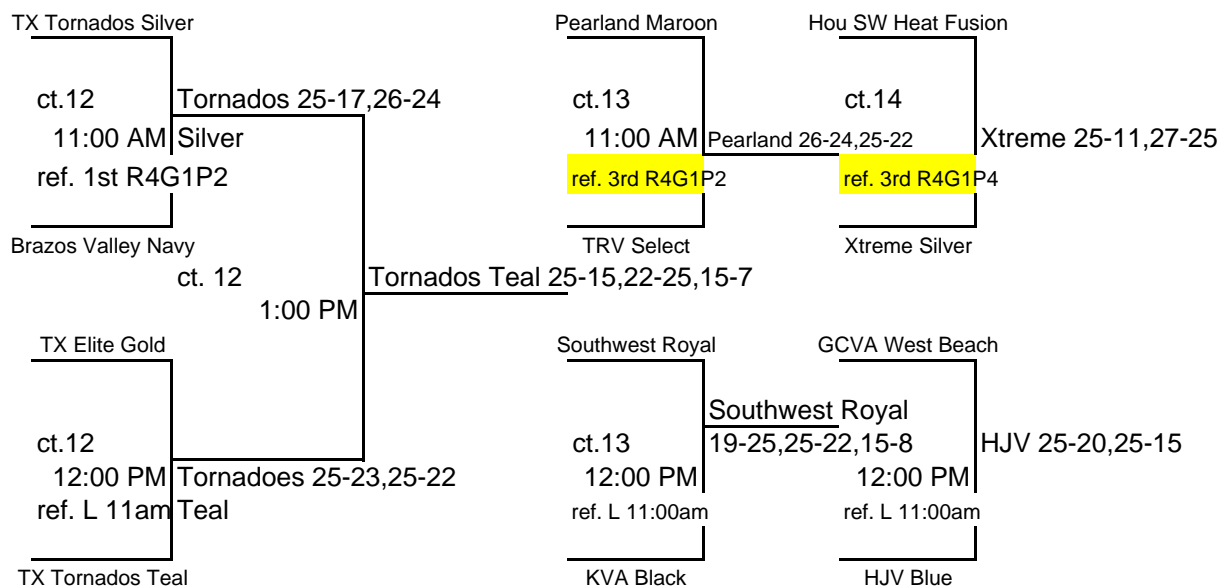 TX Tornados Silver
Pearland Maroon
Hou SW Heat Fusion
ct.12
Tornados 25-17,26-24
ct.13
ct.14
11:00 AM
Silver
11:00 AM
Pearland 26-24,25-22
Xtreme 25-11,27-25
ref. 1st R4G1P2
ref. 3rd R4G1P2
ref. 3rd R4G1P4
Brazos Valley Navy
TRV Select
Xtreme Silver
ct. 12
Tornados Teal 25-15,22-25,15-7
1:00 PM
TX Elite Gold
Southwest Royal
GCVA West Beach
Southwest Royal
ct.12
ct.13
19-25,25-22,15-8
HJV 25-20,25-15
12:00 PM
Tornadoes 25-23,25-22
12:00 PM
12:00 PM
ref. L 11am
Teal
ref. L 11:00am
ref. L 11:00am
TX Tornados Teal
KVA Black
HJV Blue